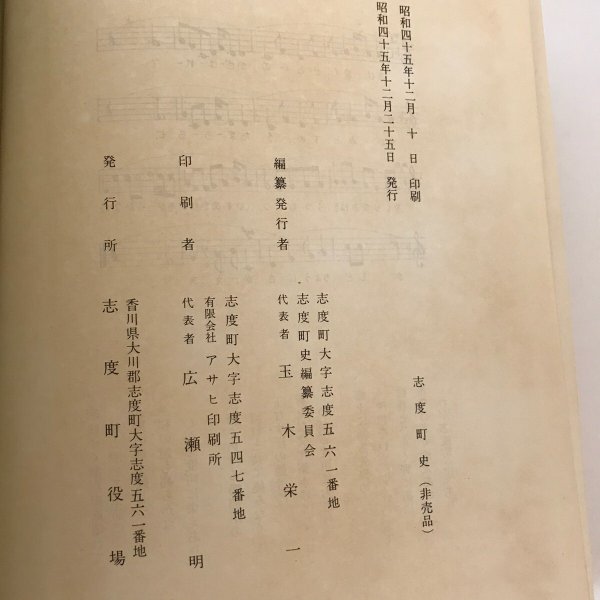 志度町史(非売品)
昭和四十五年十二月 十 日 印刷
昭和四十五年十二月二十五日 発行
志度町大字志度五六一番地
編纂発行者 志度町史編纂委員会
代表者 玉木栄一
志度町大字志度五四七番地
印刷者 有限会社 アサヒ印刷所
代表者 広瀬明
香川県大川郡志度町大字志度五六一番地
発行所 志度町役場